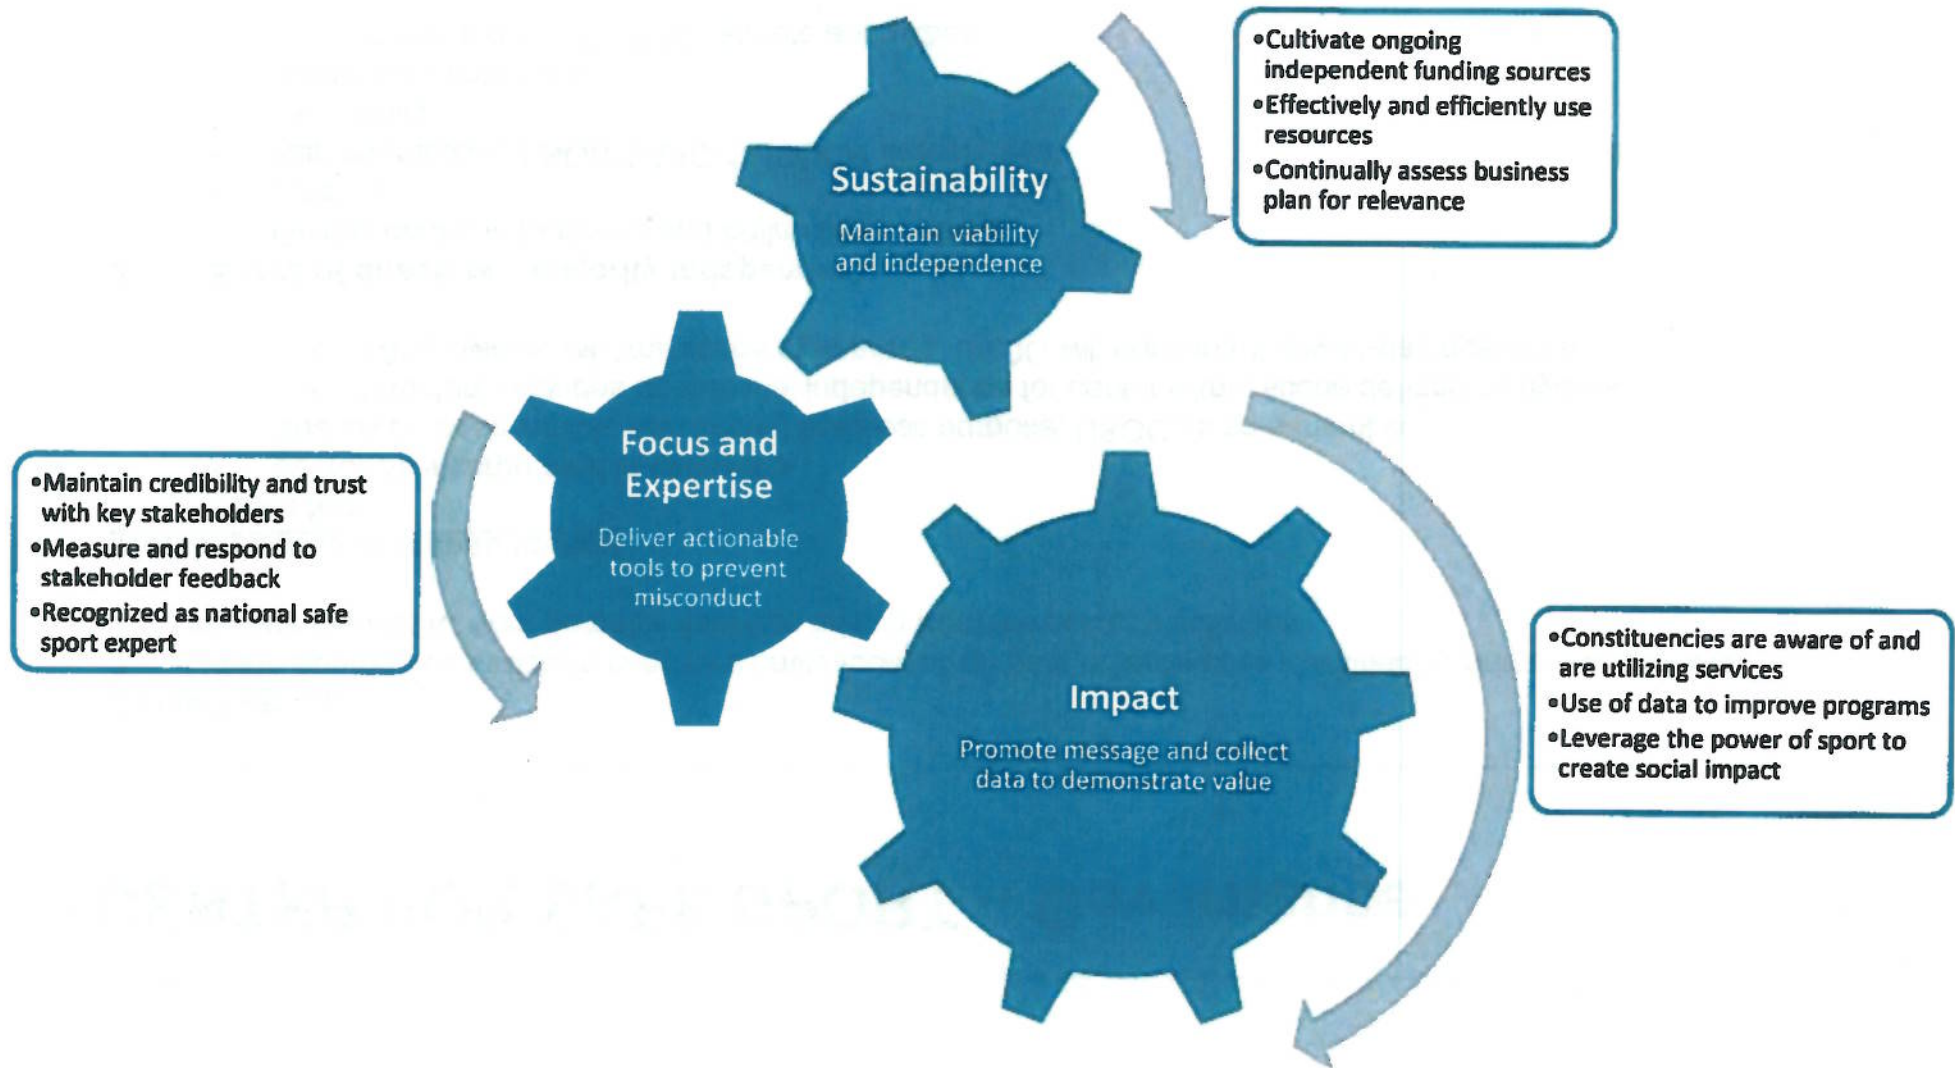 Sustainability
Maintain viability
and independence
•Cultivate ongoing
independent funding sources
•Effectively and efficiently use
resources
•Continually assess business
plan for relevance
Focus and
Expertise
Deliver actionable
tools to prevent
misconduct
•Maintain credibility and trust
with key stakeholders
•Measure and respond to
stakeholder feedback
•Recognized as national safe
sport expert
Impact
Promote message and collect
data to demonstrate value
•Constituencies are aware of and
are utilizing services
•Use of data to improve programs
•Leverage the power of sport to
create social impact